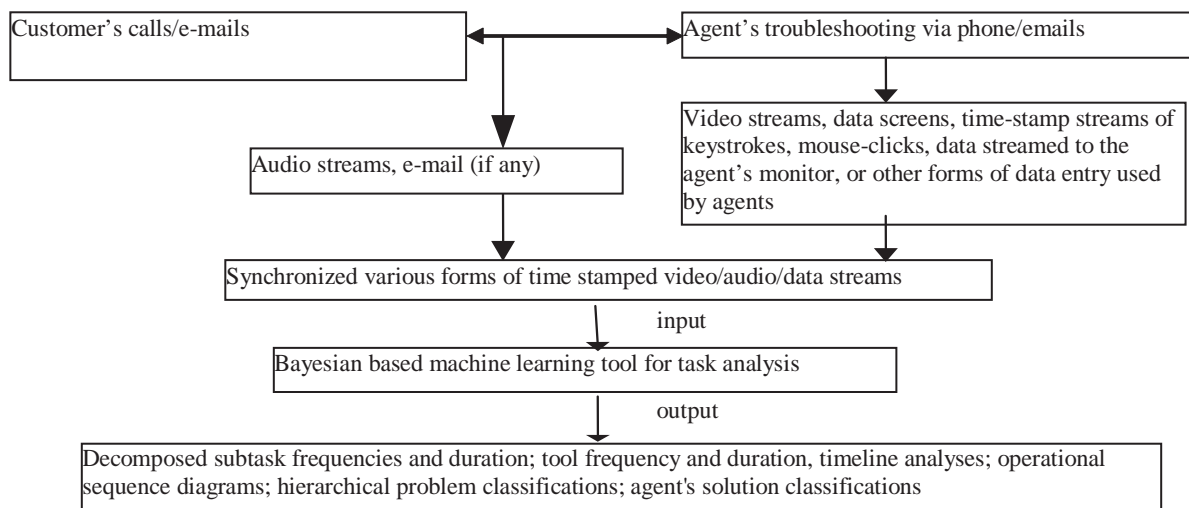 Customer's calls/e-mails
Agent's troubleshooting via phone/emails
Video streams, data screens, time-stamp streams of
keystrokes, mouse-clicks, data streamed to the
agent's monitor, or other forms of data entry used
by agents
Audio streams, e-mail (if any)
Synchronized various forms of time stamped video/audio/data streams
input
Bayesian based machine learning tool for task analysis
output
Decomposed subtask frequencies and duration; tool frequency and duration, timeline analyses; operational
sequence diagrams; hierarchical problem classifications; agent's solution classifications